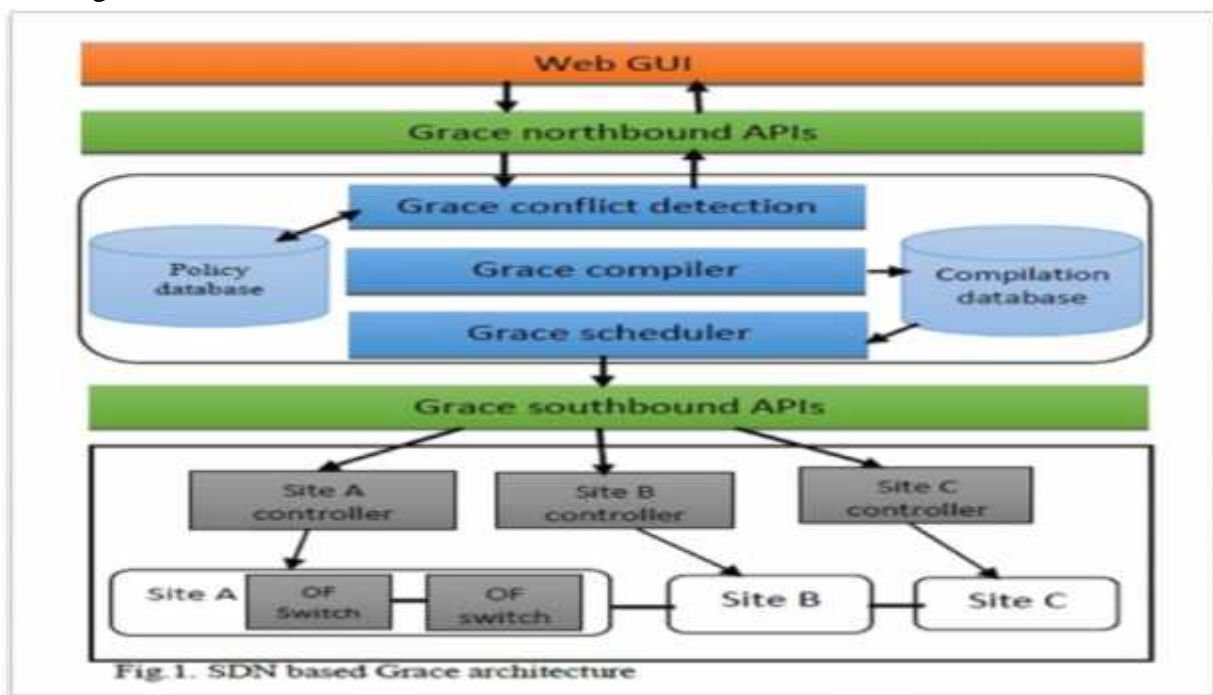 Web GUI
Grace northbound APIs
Grace conflict detection
Policy
database
Grace compiler
Compilation
database
Grace scheduler
Grace southbound APIs
Site A
controller
Site B
controller
Site C
controller
Site A
OF
Switch
OF
switch
Site B
Site C
Fig.1. SDN based Grace architecture